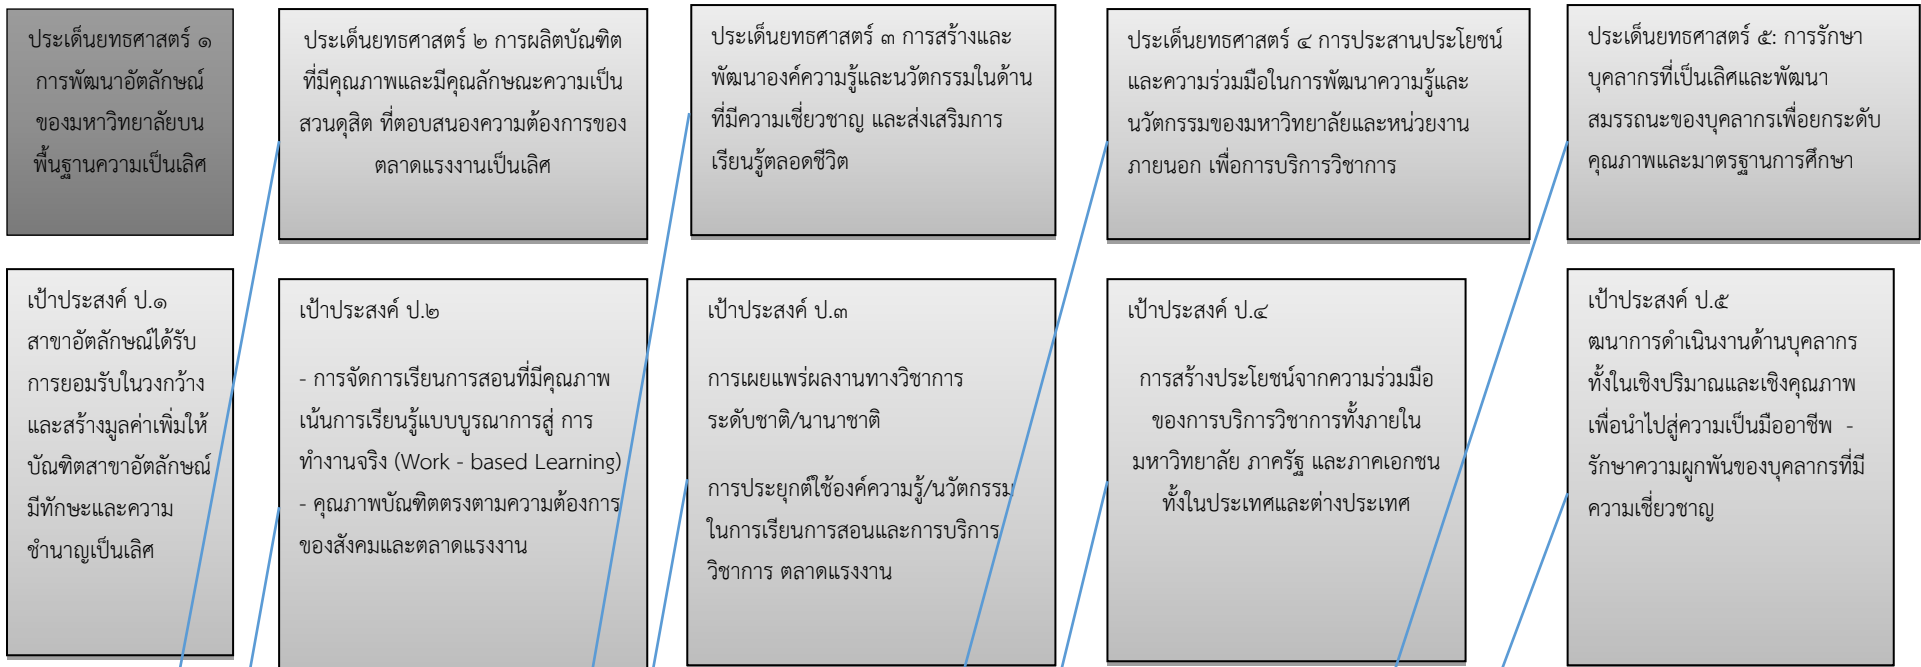 ประเด็นยทธศาสตร์ ๑
การพัฒนาอัตลักษณ์
ของมหาวิทยาลัยบน
พื้นฐานความเป็นเลิศ
ประเด็นยทธศาสตร์ ๒ การผลิตบัณฑิต
ที่มีคุณภาพและมีคุณลักษณะความเป็น
สวนดุสิต ที่ตอบสนองความต้องการของ
ตลาดแรงงานเป็นเลิศ
ประเด็นยทธศาสตร์ ๓ การสร้างและ
พัฒนาองค์ความรู้และนวัตกรรมในด้าน
ที่มีความเชี่ยวชาญ และส่งเสริมการ
เรียนรู้ตลอดชีวิต
ประเด็นยทธศาสตร์ ๔ การประสานประโยชน์
และความร่วมมือในการพัฒนาความรู้และ
นวัตกรรมของมหาวิทยาลัยและหน่วยงาน
ภายนอก เพื่อการบริการวิชาการ
ประเด็นยทธศาสตร์ ๕: การรักษา
บุคลากรที่เป็นเลิศและพัฒนา
สมรรถนะของบุคลากรเพื่อยกระดับ
คุณภาพและมาตรฐานการศึกษา
เป้าประสงค์ ป.๑
สาขาอัตลักษณ์ได้รับ
การยอมรับในวงกว้าง
และสร้างมูลค่าเพิ่มให้
บัณฑิตสาขาอัตลักษณ์
มีทักษะและความ
ชำนาญเป็นเลิศ
เป้าประสงค์ ป.๒
- การจัดการเรียนการสอนที่มีคุณภาพ
เน้นการเรียนรู้แบบบูรณาการสู่ การ
ทำงานจริง (Work - based Learning)
- คุณภาพบัณฑิตตรงตามความต้องการ
ของสังคมและตลาดแรงงาน
เป้าประสงค์ ป.๓
การเผยแพร่ผลงานทางวิชาการ
ระดับชาติ/นานาชาติ
การประยุกต์ใช้องค์ความรู้/นวัตกรรม
ในการเรียนการสอนและการบริการ
วิชาการ ตลาดแรงงาน
เป้าประสงค์ ป.๔
การสร้างประโยชน์จากความร่วมมือ
ของการบริการวิชาการทั้งภายใน
มหาวิทยาลัย ภาครัฐ และภาคเอกชน
ทั้งในประเทศและต่างประเทศ
เป้าประสงค์ ป.๕
ฒนาการดำเนินงานด้านบุคลากร
ทั้งในเชิงปริมาณและเชิงคุณภาพ
เพื่อนำไปสู่ความเป็นมืออาชีพ -
รักษาความผูกพันของบุคลากรที่มี
ความเชี่ยวชาญ